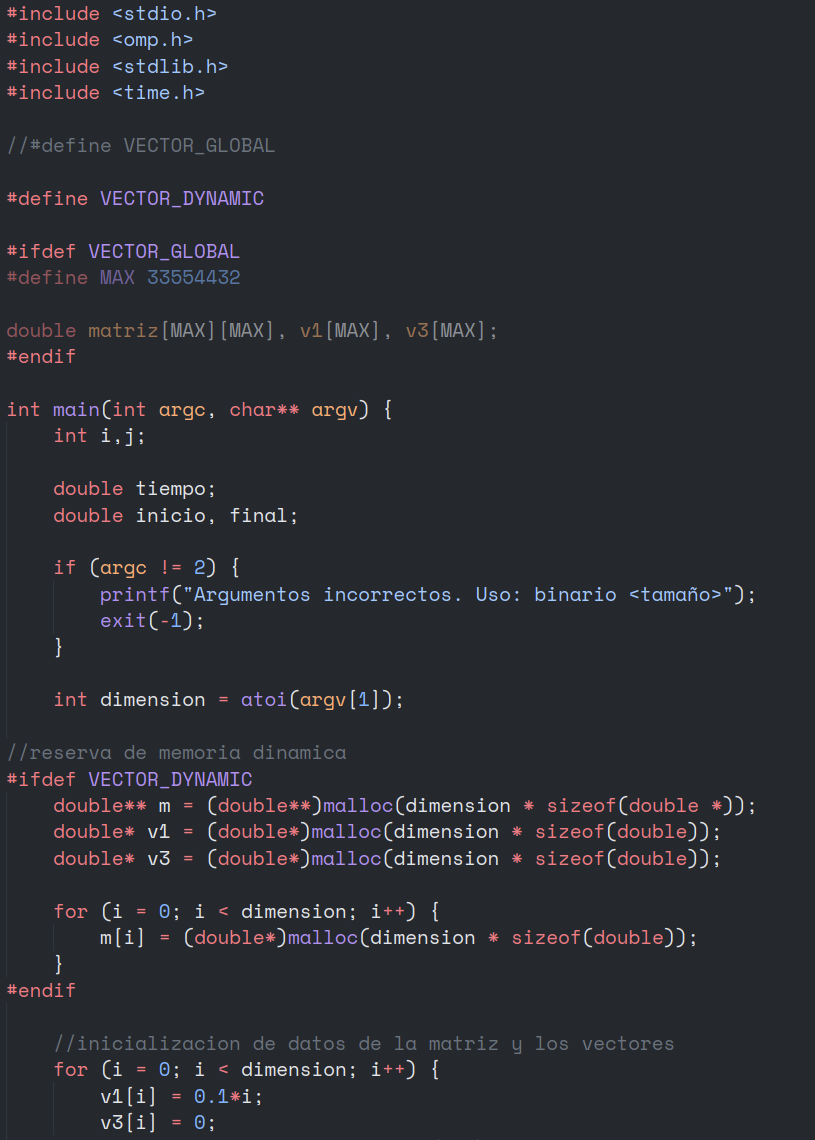 #include <stdio.h>
#include <omp.h>
#include <stdlib.h>
#include <time.h>
//#define VECTOR_GLOBAL
#define VECTOR_DYNAMIC
#ifdef VECTOR_GLOBAL
#define MAX 33554432
double matriz[MAX][MAX], v1[MAX], v3[MAX];
#endif
int main(int argc, char** argv) {
    int i,j;
    double tiempo;
    double inicio, final;
    if (argc != 2) {
        printf("Argumentos incorrectos. Uso: binario <tamaño>");
        exit(-1);
    }
    int dimension = atoi(argv[1]);
//reserva de memoria dinamica
#ifdef VECTOR_DYNAMIC
    double** m = (double**)malloc(dimension * sizeof(double *));
    double* v1 = (double*)malloc(dimension * sizeof(double));
    double* v3 = (double*)malloc(dimension * sizeof(double));
    for (i = 0; i < dimension; i++) {
        m[i] = (double*)malloc(dimension * sizeof(double));
    }
#endif
    //inicializacion de datos de la matriz y los vectores
    for (i = 0; i < dimension; i++) {
        v1[i] = 0.1*i;
        v3[i] = 0;